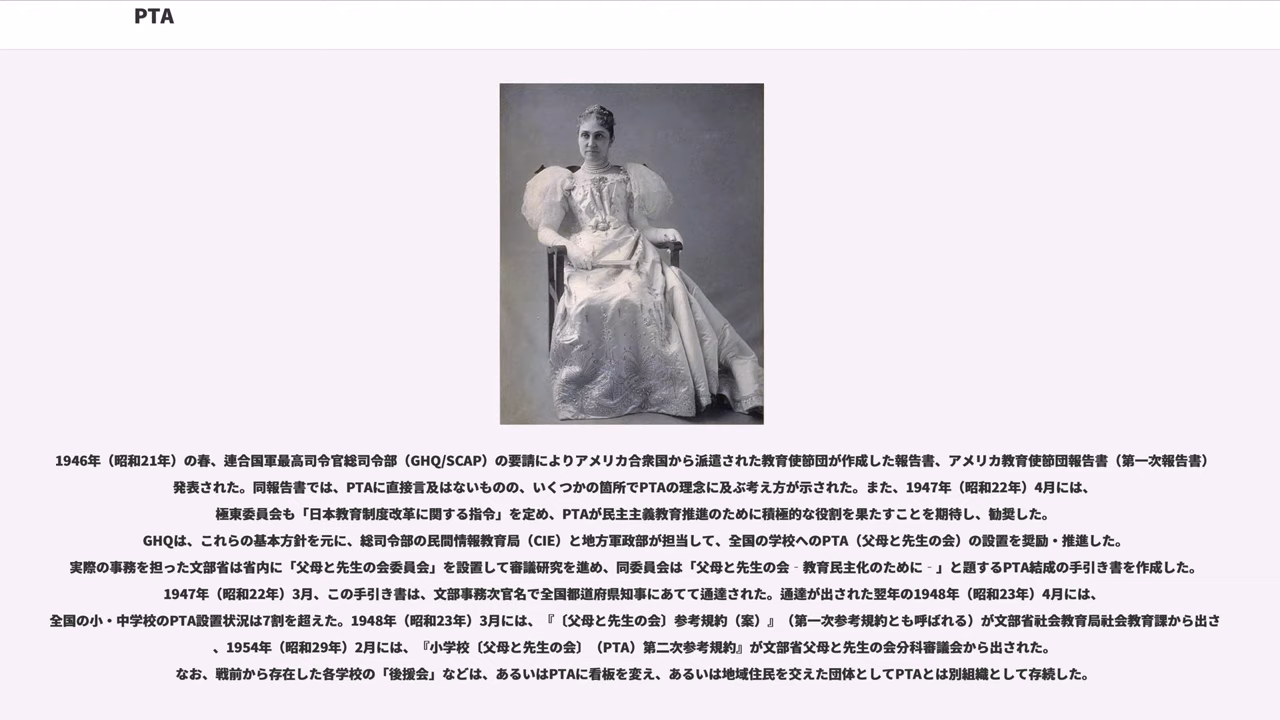 PTA
1946年（昭和21年）の春、連合国軍最高司令官総司令部（GHQ/SCAP）の要請によりアメリカ合衆国から派遣された教育使節団が作成した報告書、アメリカ教育使節団報告書（第一次報告書）
発表された。同報告書では、PTAに直接言及はないものの、いくつかの箇所でPTAの理念に及ぶ考え方が示された。また、1947年（昭和22年）4月には、
極東委員会も「日本教育制度改革に関する指令」を定め、PTAが民主主義教育推進のために積極的な役割を果たすことを期待し、勧奨した。
GHQは、これらの基本方針を元に、総司令部の民間情報教育局（CIE）と地方軍政部が担当して、全国の学校へのPTA（父母と先生の会）の設置を奨励・推進した。
実際の事務を担った文部省は省内に「父母と先生の会委員会」を設置して審議研究を進め、同委員会は「父母と先生の会‐教育民主化のために‐」と題するPTA結成の手引き書を作成した。
1947年（昭和22年）3月、この手引き書は、文部事務次官名で全国都道府県知事にあてて通達された。通達が出された翌年の1948年（昭和23年）4月には、
全国の小・中学校のPTA設置状況は7割を超えた。1948年（昭和23年）3月には、『〔父母と先生の会〕参考規約（案）』（第一次参考規約とも呼ばれる）が文部省社会教育局社会教育課から出さ
、1954年（昭和29年）2月には、『小学校〔父母と先生の会〕（PTA）第二次参考規約』が文部省父母と先生の会分科審議会から出された。
なお、戦前から存在した各学校の「後援会」などは、あるいはPTAに看板を変え、あるいは地域住民を交えた団体としてPTAとは別組織として存続した。